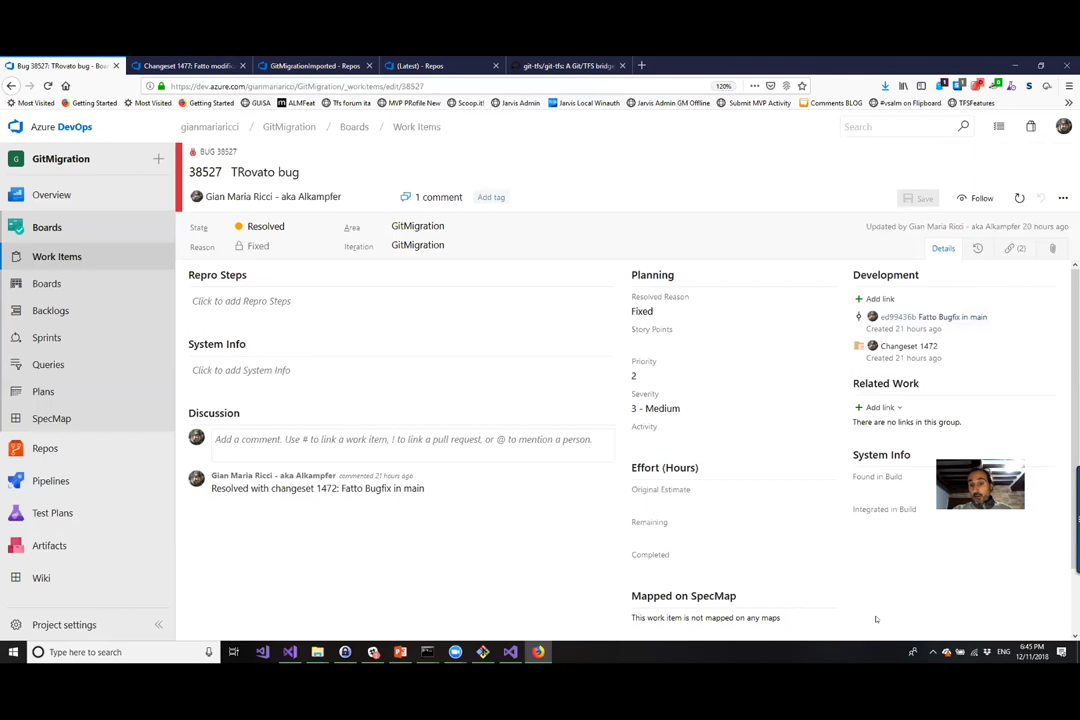 Bug 38527: TRovato bug - Boa
Changeset 1477: Fatto modific
GitMigrationImported - Repos
(Latest) - Repos
git-tfs/git-tfs: A Git/TFS bridge
https://dev.azure.com/gianmariaricci/GitMigration/_workitems/edit/38527
120%
Most Visited
Getting Started
Most Visited
Getting Started
GUISA
ALMFeat
Tfs forum ita
MVP PRofile New
Scoop.it!
Jarvis Admin
Jarvis Local Winauth
Jarvis Admin GM Offline
Submit MVP Activity
Comments BLOG
#vsalm on Flipboard
TFSFeatures
Azure DevOps
gianmariaricci / GitMigration / Boards / Work Items
Search
G GitMigration
Overview
Boards
Work Items
Boards
Backlogs
Sprints
Queries
Plans
SpecMap
Repos
Pipelines
Test Plans
Artifacts
Wiki
Project settings
BUG 38527
38527 TRovato bug
Gian Maria Ricci - aka Alkampfer
1 comment
Add tag
Save
Follow
State
Resolved
Area
GitMigration
Reason
Fixed
Iteration
GitMigration
Updated by Gian Maria Ricci - aka Alkampfer 20 hours ago
Details
(2)
Repro Steps
Click to add Repro Steps
System Info
Click to add System Info
Discussion
Add a comment. Use # to link a work item, ! to link a pull request, or @ to mention a person.
Gian Maria Ricci - aka Alkampfer commented 21 hours ago
Resolved with changeset 1472: Fatto Bugfix in main
Planning
Resolved Reason
Fixed
Story Points
Priority
2
Severity
3 - Medium
Activity
Effort (Hours)
Original Estimate
Remaining
Completed
Mapped on SpecMap
This work item is not mapped on any maps
Development
Add link
ed99436b Fatto Bugfix in main
Created 21 hours ago
Changeset 1472
Created 21 hours ago
Related Work
Add link
There are no links in this group.
System Info
Found in Build
Integrated in Build
Type here to search
ENG
6:45 PM
12/11/2018